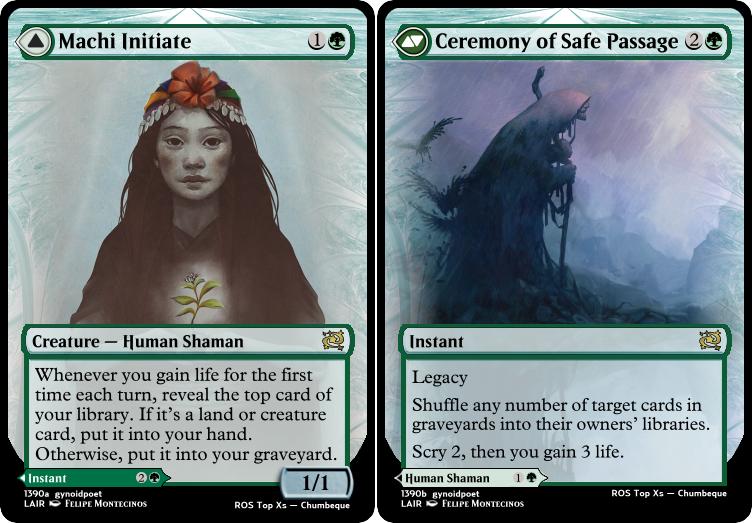 Machi Initiate 1
Creature — Human Shaman
Whenever you gain life for the first
time each turn, reveal the top card of
your library. If it's a land or creature
card, put it into your hand.
Otherwise, put it into your graveyard.
Instant 2
1/1
1390a gynoidpoet
LAIR Felipe Montecinos
ROS Top Xs — Chumbeque
Ceremony of Safe Passage 2
Instant
Legacy
Shuffle any number of target cards in
graveyards into their owners' libraries.
Scry 2, then you gain 3 life.
Human Shaman 1
1390b gynoidpoet
LAIR Felipe Montecinos
ROS Top Xs — Chumbeque